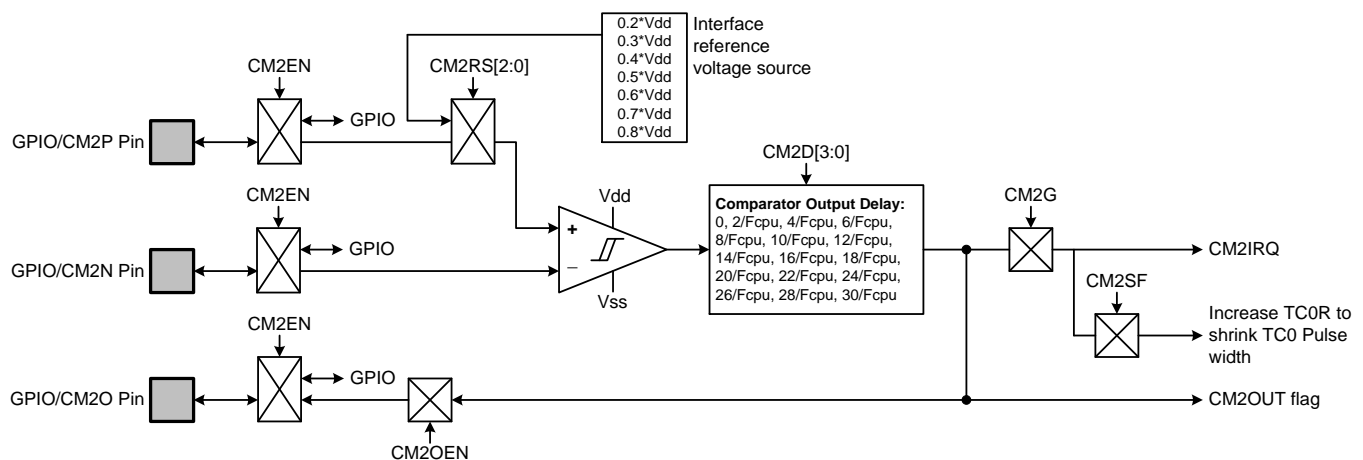 0.2*Vdd
0.3*Vdd
0.4*Vdd
0.5*Vdd
0.6*Vdd
0.7*Vdd
0.8*Vdd
Interface
reference
voltage source
CM2EN
CM2RS[2:0]
GPIO/CM2P Pin
GPIO
CM2EN
GPIO/CM2N Pin
GPIO
Vdd
+
−
Vss
CM2D[3:0]
Comparator Output Delay:
0, 2/Fcpu, 4/Fcpu, 6/Fcpu,
8/Fcpu, 10/Fcpu, 12/Fcpu,
14/Fcpu, 16/Fcpu, 18/Fcpu,
20/Fcpu, 22/Fcpu, 24/Fcpu,
26/Fcpu, 28/Fcpu, 30/Fcpu
CM2G
CM2IRQ
CM2SF
Increase TC0R to
shrink TC0 Pulse
width
CM2EN
GPIO/CM2O Pin
GPIO
CM2OEN
CM2OUT flag